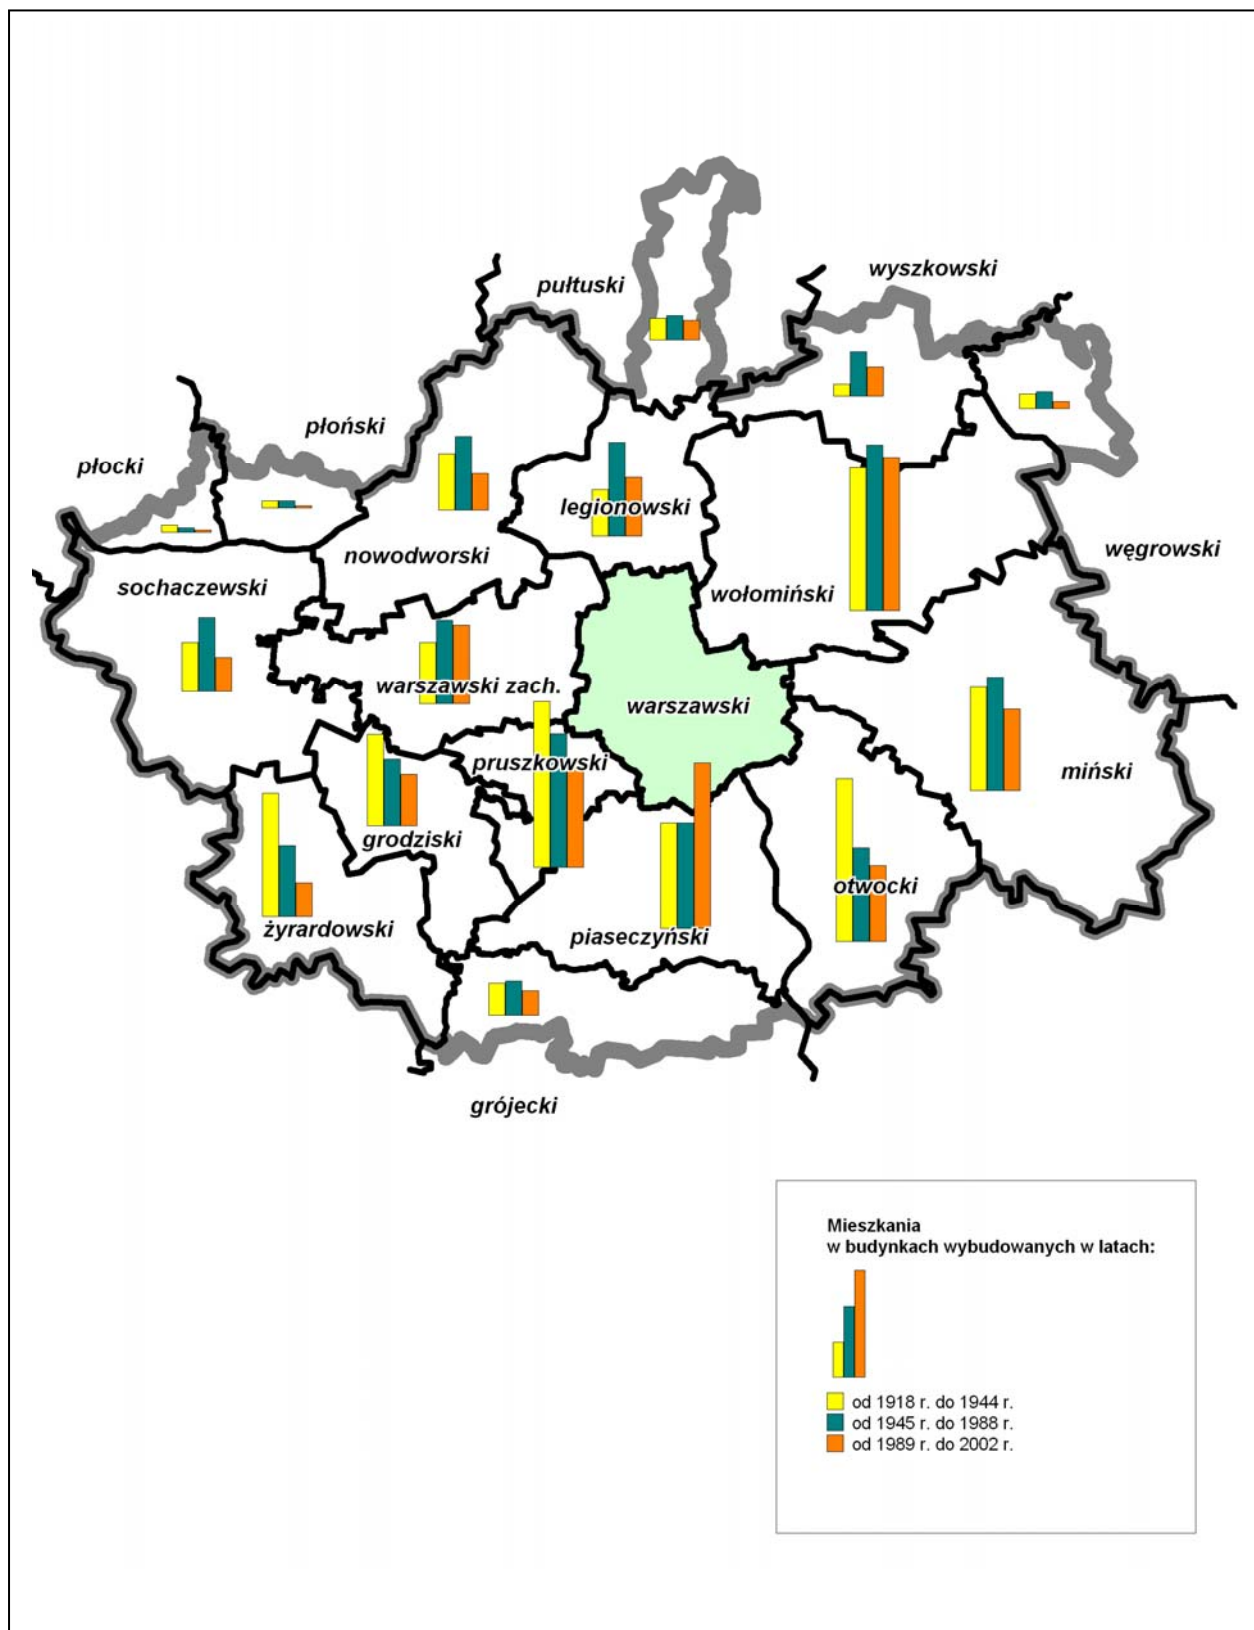 wyszkowski
pułtuski
płoński
płocki
legionowski
nowodworski
węgrowski
sochaczewski
wołomiński
warszawski zach.
warszawski
pruszkowski
miński
grodziski
otwocki
żyrardowski
piaseczyński
grójecki
Mieszkania
w budynkach wybudowanych w latach:
od 1918 r. do 1944 r.
od 1945 r. do 1988 r.
od 1989 r. do 2002 r.